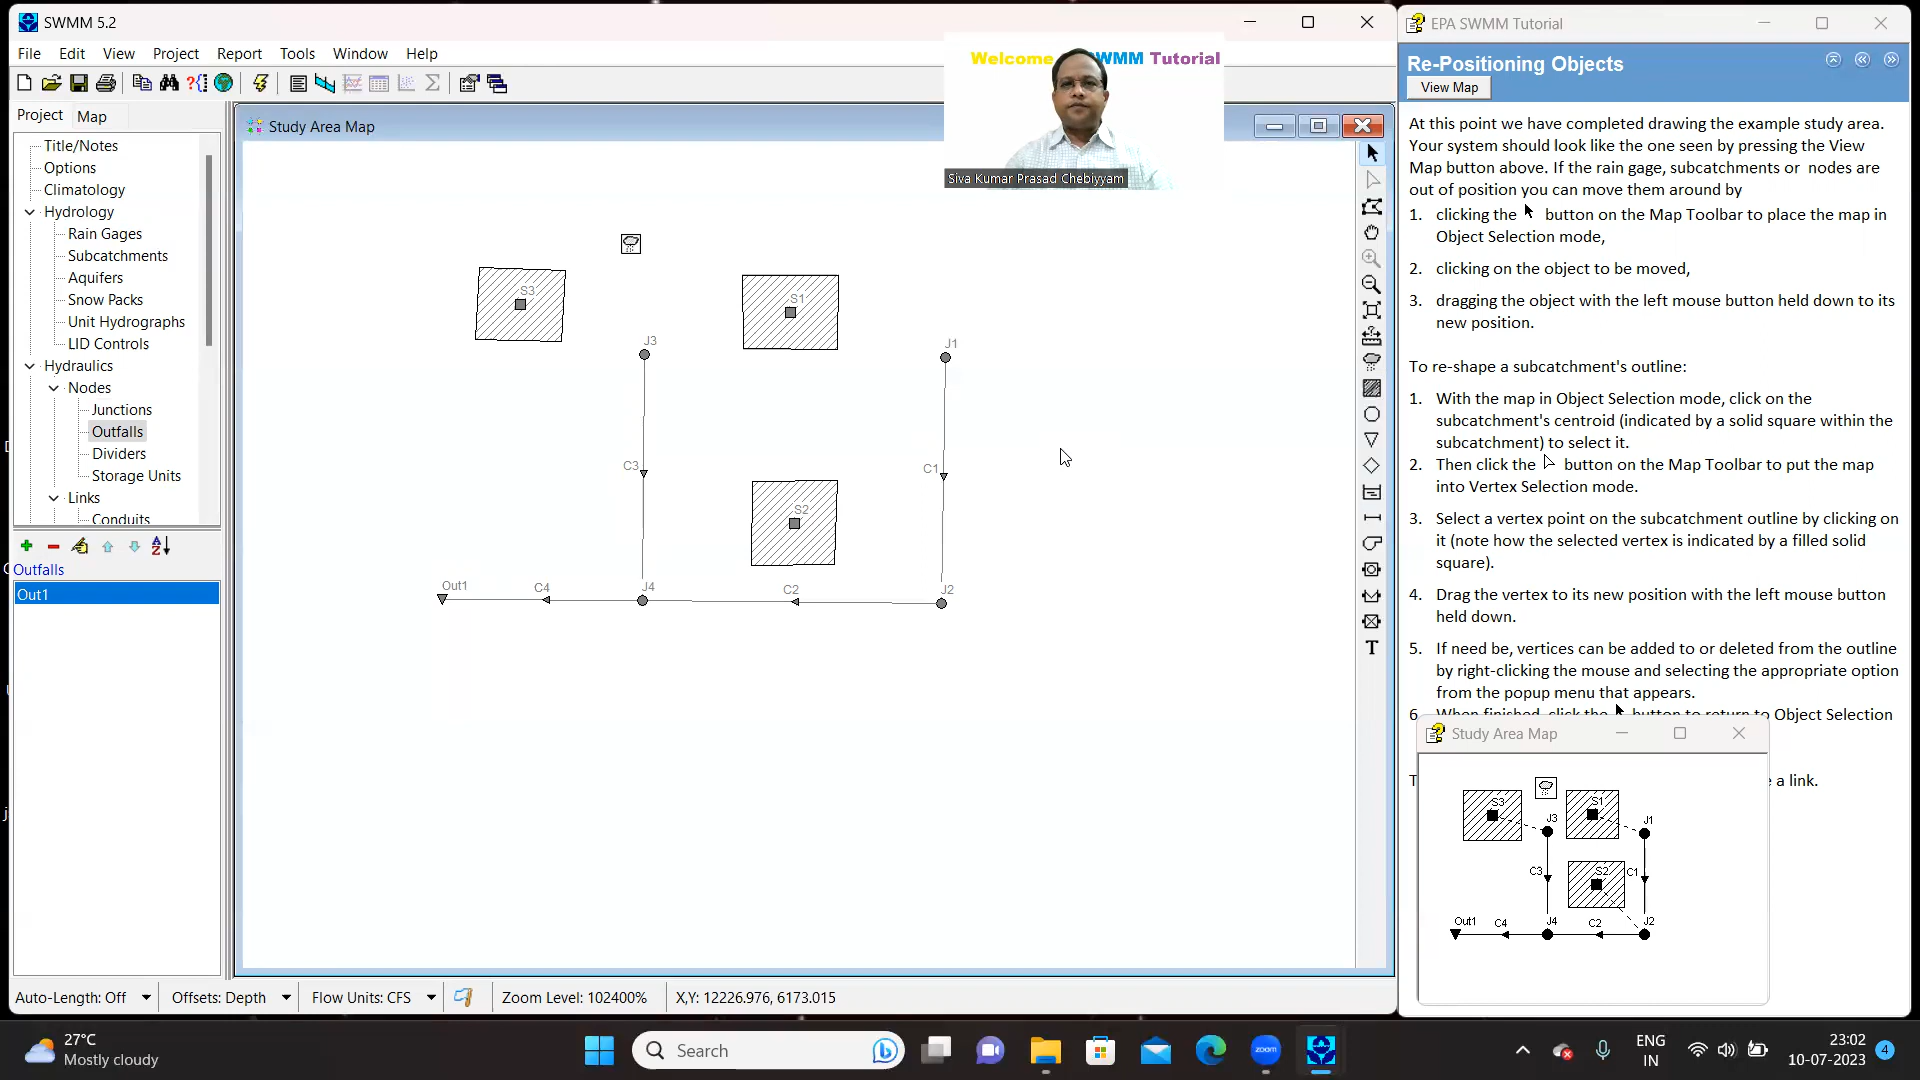 SWMM 5.2
File Edit View Project Report Tools Window Help
Project Map
Title/Notes
Options
Climatology
Hydrology
Rain Gages
Subcatchments
Aquifers
Snow Packs
Unit Hydrographs
LID Controls
Hydraulics
Nodes
Junctions
Outfalls
Dividers
Storage Units
Links
Conduits
Outfalls
Out1
Study Area Map
S3
S1
J3
J1
C3
C1
S2
Out1
C4
J4
C2
J2
T
Welcome SWMM Tutorial
Siva Kumar Prasad Chebiyyam
Auto-Length: Off Offsets: Depth Flow Units: CFS Zoom Level: 102400% X,Y: 12226.976, 6173.015
EPA SWMM Tutorial
Re-Positioning Objects
View Map
At this point we have completed drawing the example study area.
Your system should look like the one seen by pressing the View
Map button above. If the rain gage, subcatchments or nodes are
out of position you can move them around by
1. clicking the button on the Map Toolbar to place the map in
Object Selection mode,
2. clicking on the object to be moved,
3. dragging the object with the left mouse button held down to its
new position.
To re-shape a subcatchment's outline:
1. With the map in Object Selection mode, click on the
subcatchment's centroid (indicated by a solid square within the
subcatchment) to select it.
2. Then click the button on the Map Toolbar to put the map
into Vertex Selection mode.
3. Select a vertex point on the subcatchment outline by clicking on
it (note how the selected vertex is indicated by a filled solid
square).
4. Drag the vertex to its new position with the left mouse button
held down.
5. If need be, vertices can be added to or deleted from the outline
by right-clicking the mouse and selecting the appropriate option
from the popup menu that appears.
6. When finished, click the button to return to Object Selection
T
a link.
Study Area Map
S3
S1
J3
J1
C3
S2
C1
Out1
C4
J4
C2
J2
27°C
Mostly cloudy
Search
zoom
ENG
IN
23:02
10-07-2023
4